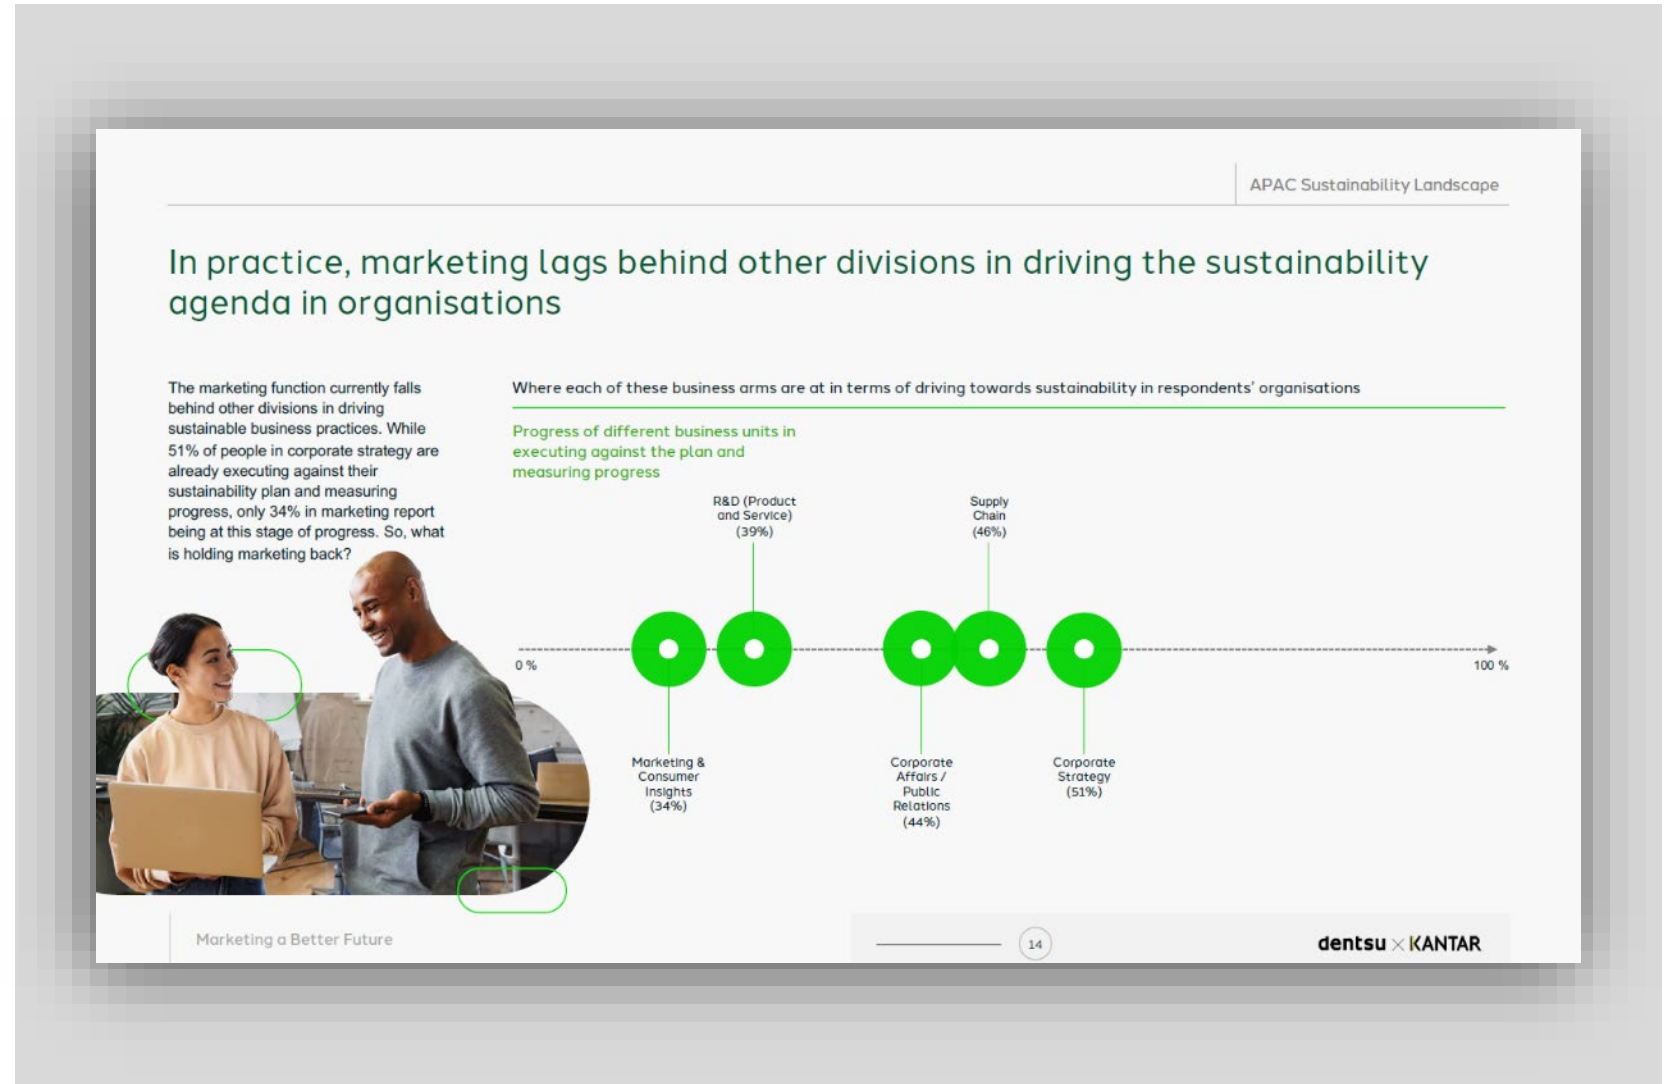 APAC Sustainability Landscape
In practice, marketing lags behind other divisions in driving the sustainability
agenda in organisations
The marketing function currently falls
behind other divisions in driving
sustainable business practices. While
51% of people in corporate strategy are
already executing against their
sustainability plan and measuring
progress, only 34% in marketing report
being at this stage of progress. So, what
is holding marketing back?
Where each of these business arms are at in terms of driving towards sustainability in respondents' organisations
Progress of different business units in
executing against the plan and
measuring progress
R&D (Product
and Service)
(39%)
Supply
Chain
(46%)
0 %
100 %
Marketing &
Consumer
Insights
(34%)
Corporate
Affairs /
Public
Relations
(44%)
Corporate
Strategy
(51%)
Marketing a Better Future
14
dentsu × KANTAR